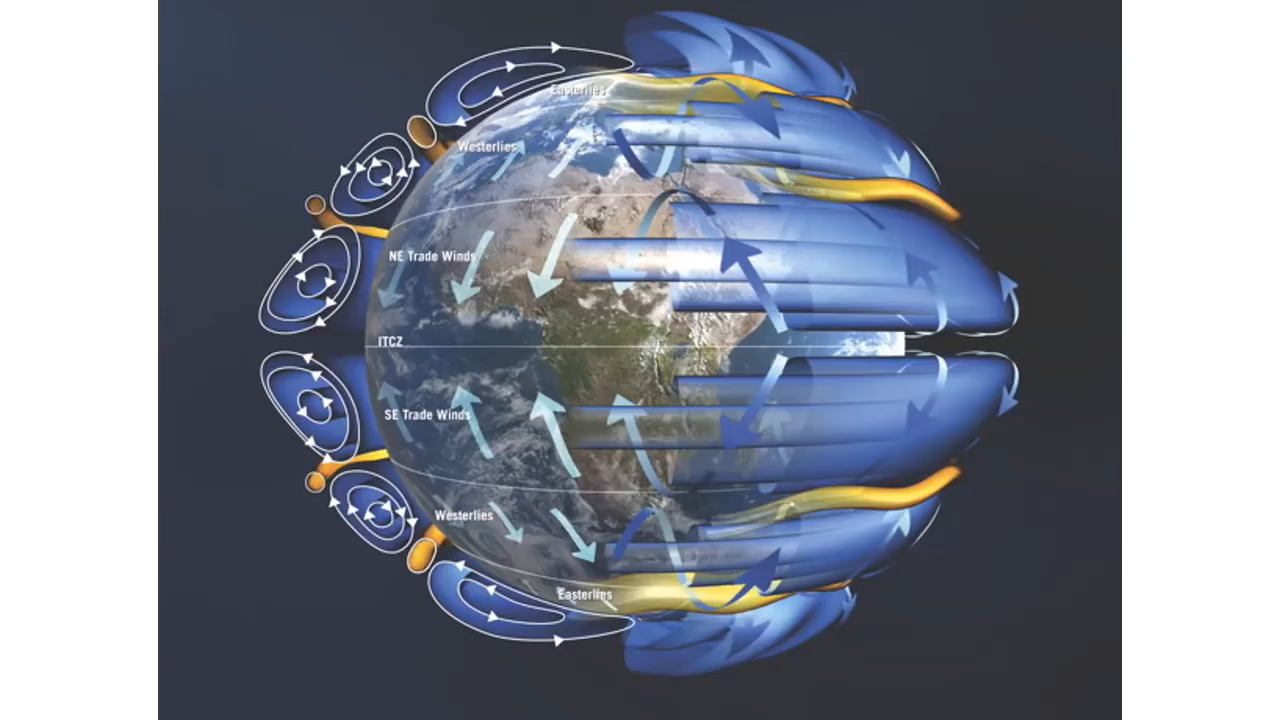 Easterlies
Westerlies
NE Trade Winds
ITCZ
SE Trade Winds
Westerlies
Easterlies